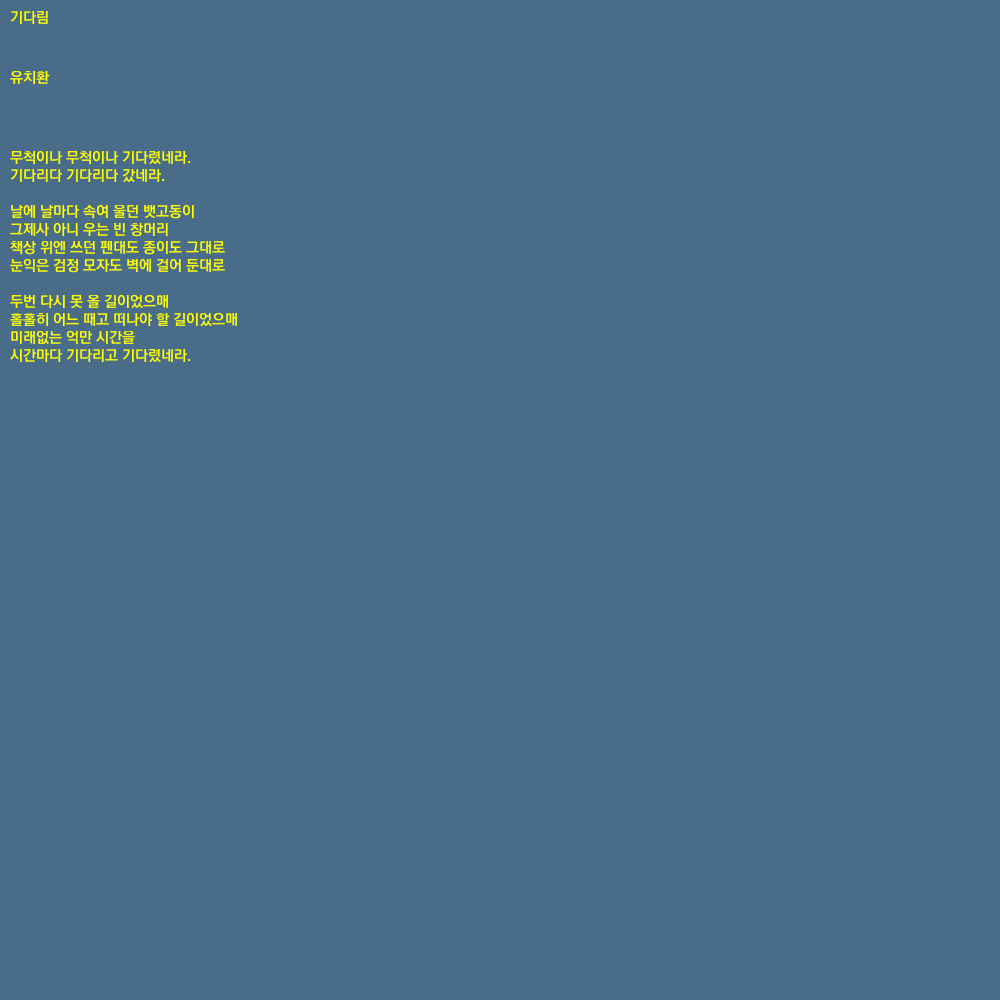 기다림
유치환
무척이나 무척이나 기다렸네라.
기다리다 기다리다 갔네라.
날에 날마다 속여 울던 뱃고동이
그제사 아니 우는 빈 창머리
책상 위엔 쓰던 펜대도 종이도 그대로
눈익은 검정 모자도 벽에 걸어 둔대로
두번 다시 못 올 길이었으매
홀홀히 어느 때고 떠나야 할 길이었으매
미래없는 억만 시간을
시간마다 기다리고 기다렸네라.